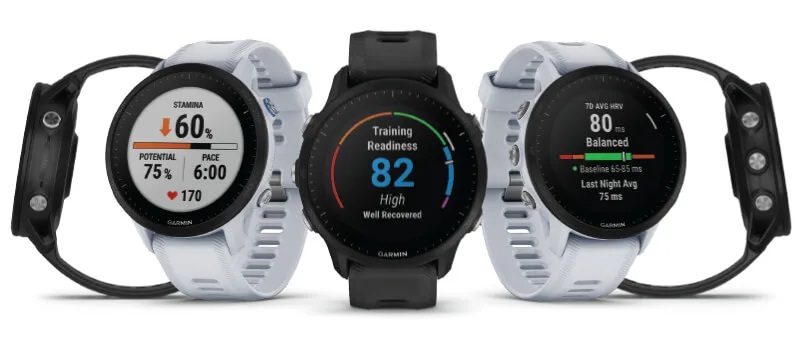 STAMINA
60%
POTENTIAL PACE
75% 6:00
170
GARMIN
Training
Readiness
82
High
Well Recovered
GARMIN
7D AVG HRV
80 ms
Balanced
Baseline 65-85 ms
Last Night Avg
75 ms
GARMIN